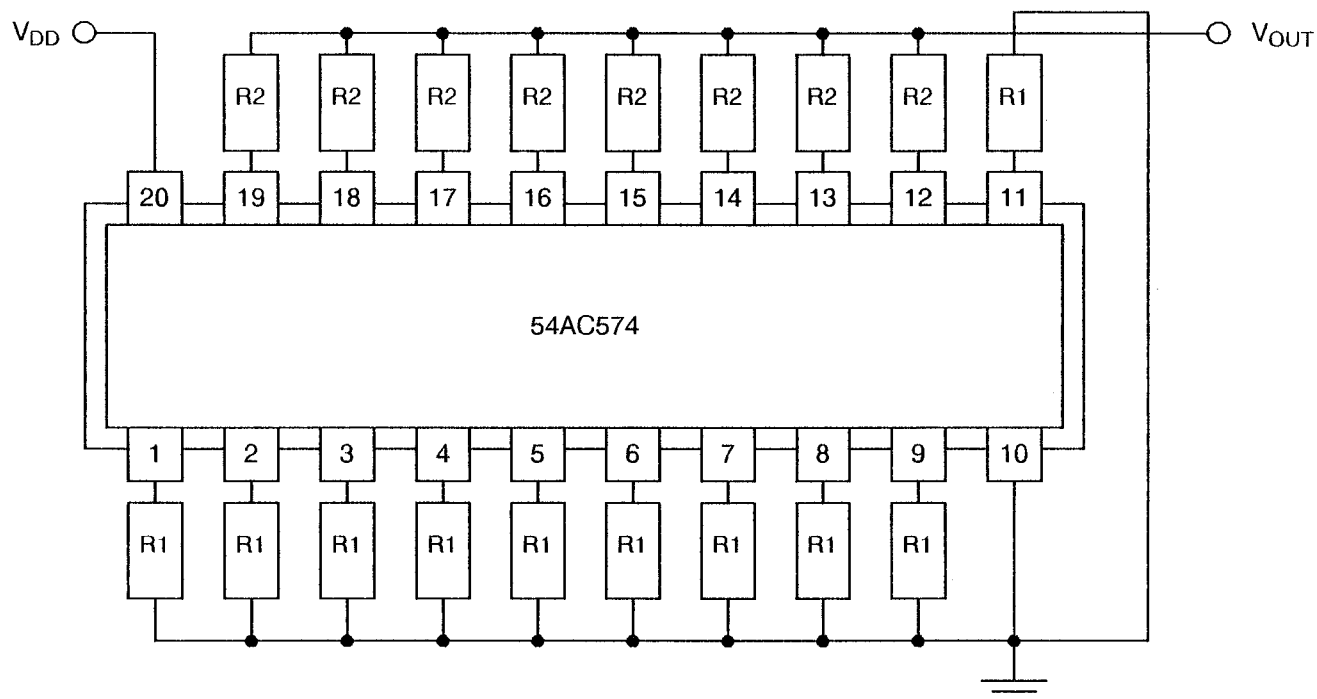 V_DD V_OUT
R2 R2 R2 R2 R2 R2 R2 R2 R1
20 19 18 17 16 15 14 13 12 11
54AC574
1 2 3 4 5 6 7 8 9 10
R1 R1 R1 R1 R1 R1 R1 R1 R1